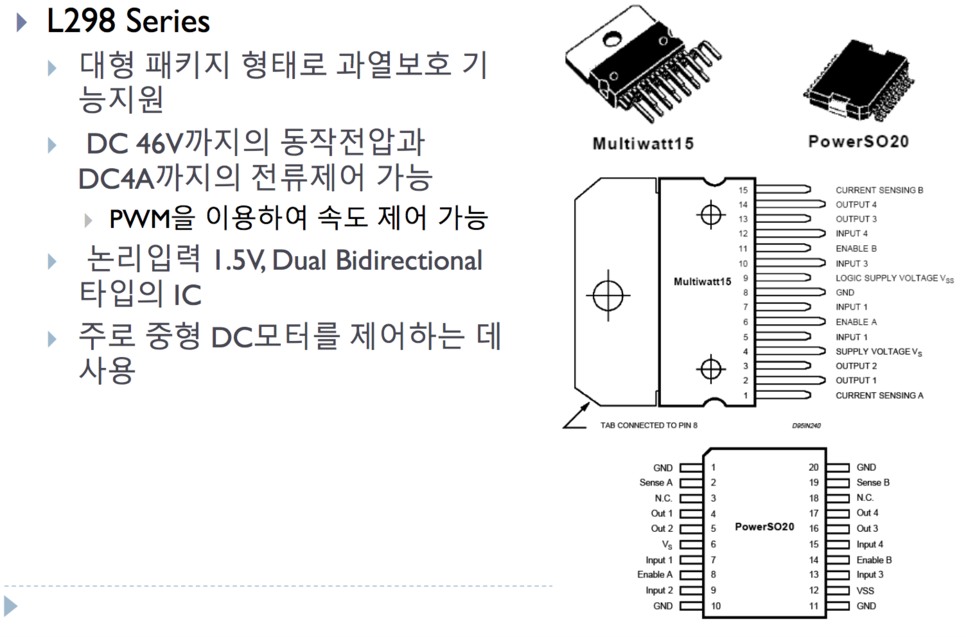 L298 Series
대형 패키지 형태로 과열보호 기
능지원
DC 46V까지의 동작전압과
DC4A까지의 전류제어 가능
PWM을 이용하여 속도 제어 가능
논리입력 1.5V, Dual Bidirectional
타입의 IC
주로 중형 DC모터를 제어하는 데
사용
Multiwatt15
PowerSO20
Multiwatt15
15 CURRENT SENSING B
14 OUTPUT 4
13 OUTPUT 3
12 INPUT 4
11 ENABLE B
10 INPUT 3
9 LOGIC SUPPLY VOLTAGE VSS
8 GND
7 INPUT 1
6 ENABLE A
5 INPUT 1
4 SUPPLY VOLTAGE VS
3 OUTPUT 2
2 OUTPUT 1
1 CURRENT SENSING A
TAB CONNECTED TO PIN 8
D95IN240
PowerSO20
GND 1 20 GND
Sense A 2 19 Sense B
N.C. 3 18 N.C.
Out 1 4 17 Out 4
Out 2 5 16 Out 3
VS 6 15 Input 4
Input 1 7 14 Enable B
Enable A 8 13 Input 3
Input 2 9 12 VSS
GND 10 11 GND